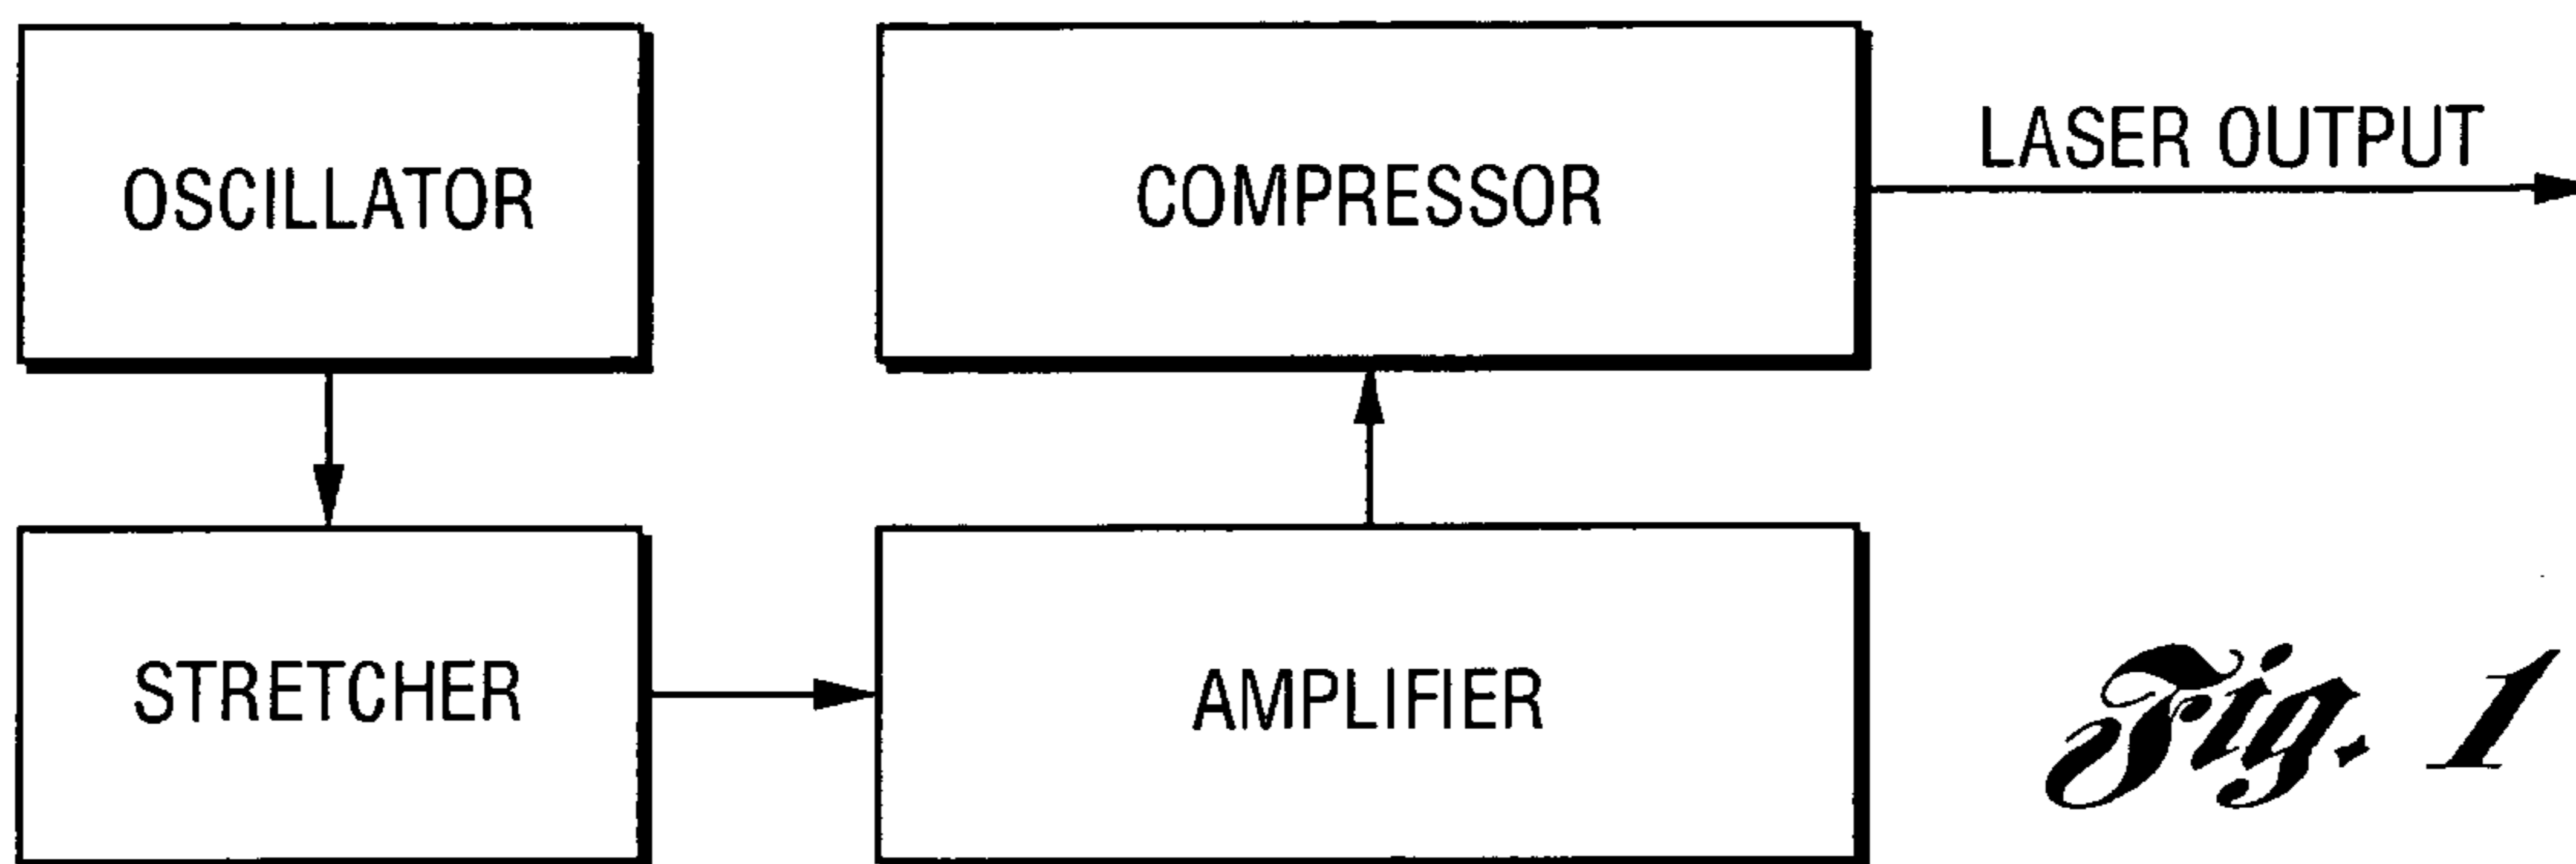 OSCILLATOR
COMPRESSOR
LASER OUTPUT
STRETCHER
AMPLIFIER
Fig. 1